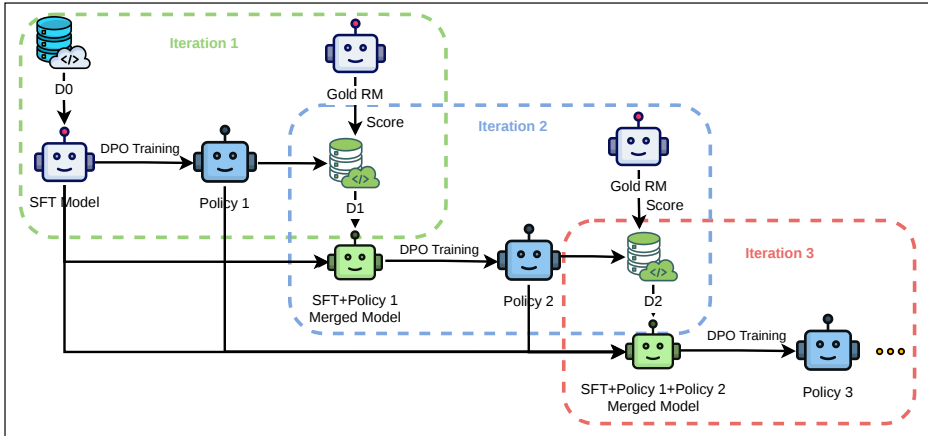 Iteration 1
D0
Gold RM
Score
DPO Training
SFT Model
Policy 1
D1
Iteration 2
Gold RM
Score
DPO Training
SFT+Policy 1
Merged Model
Policy 2
D2
Iteration 3
DPO Training
SFT+Policy 1+Policy 2
Merged Model
Policy 3